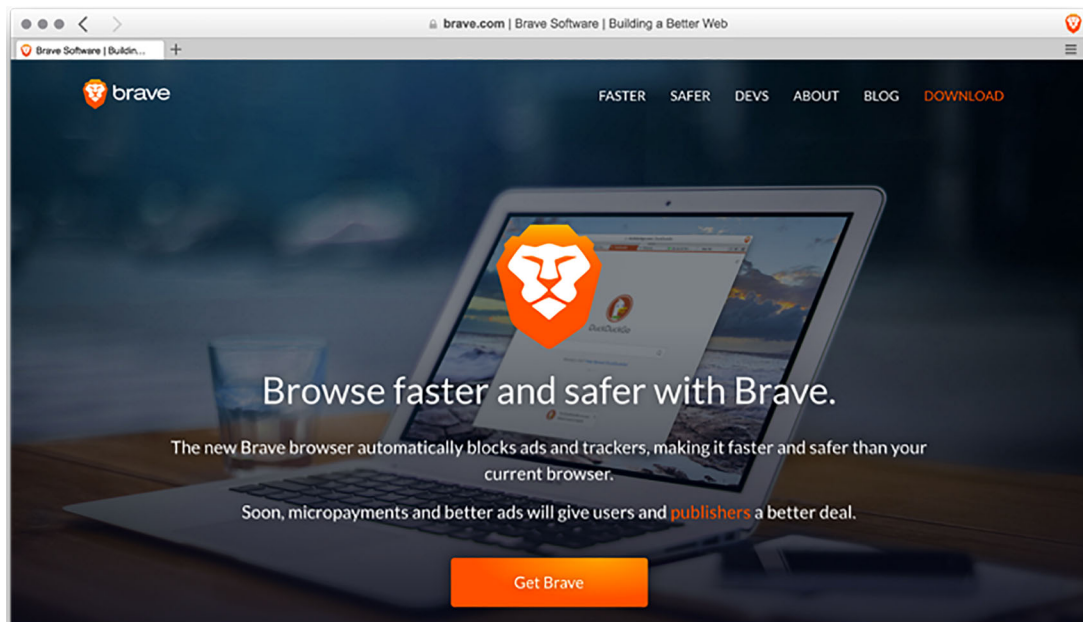 brave.com | Brave Software | Building a Better Web
Brave Software | Buildin...
brave
FASTER SAFER DEVS ABOUT BLOG DOWNLOAD
DuckDuckGo
Browse faster and safer with Brave.
The new Brave browser automatically blocks ads and trackers, making it faster and safer than your
current browser.
Soon, micropayments and better ads will give users and publishers a better deal.
Get Brave